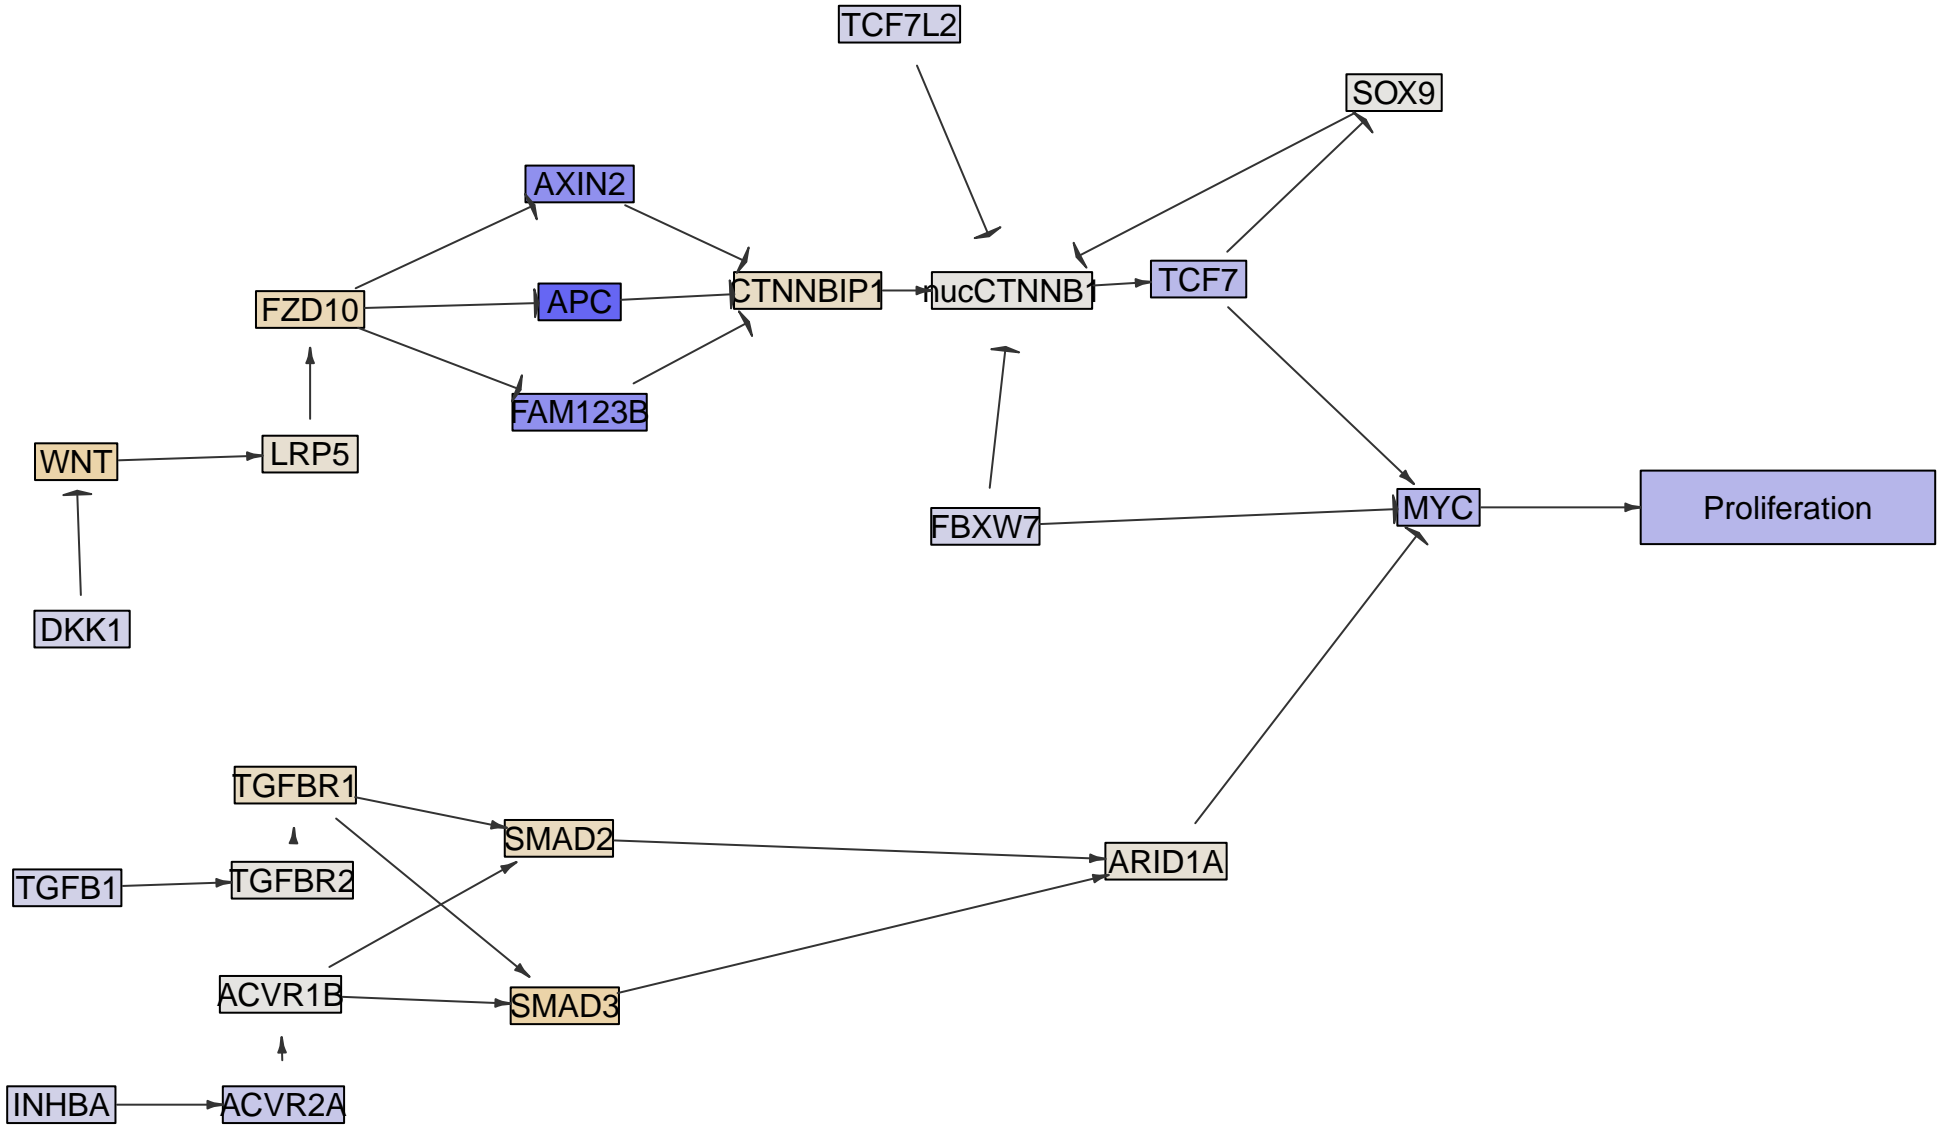 TCF7L2
SOX9
AXIN2
TCF7
CTNNBIP1
nucCTNNB1
APC
FZD10
FAM123B
LRP5
WNT
MYC
Proliferation
FBXW7
DKK1
TGFBR1
SMAD2
ARID1A
TGFBR2
TGFB1
ACVR1B
SMAD3
INHBA
ACVR2A